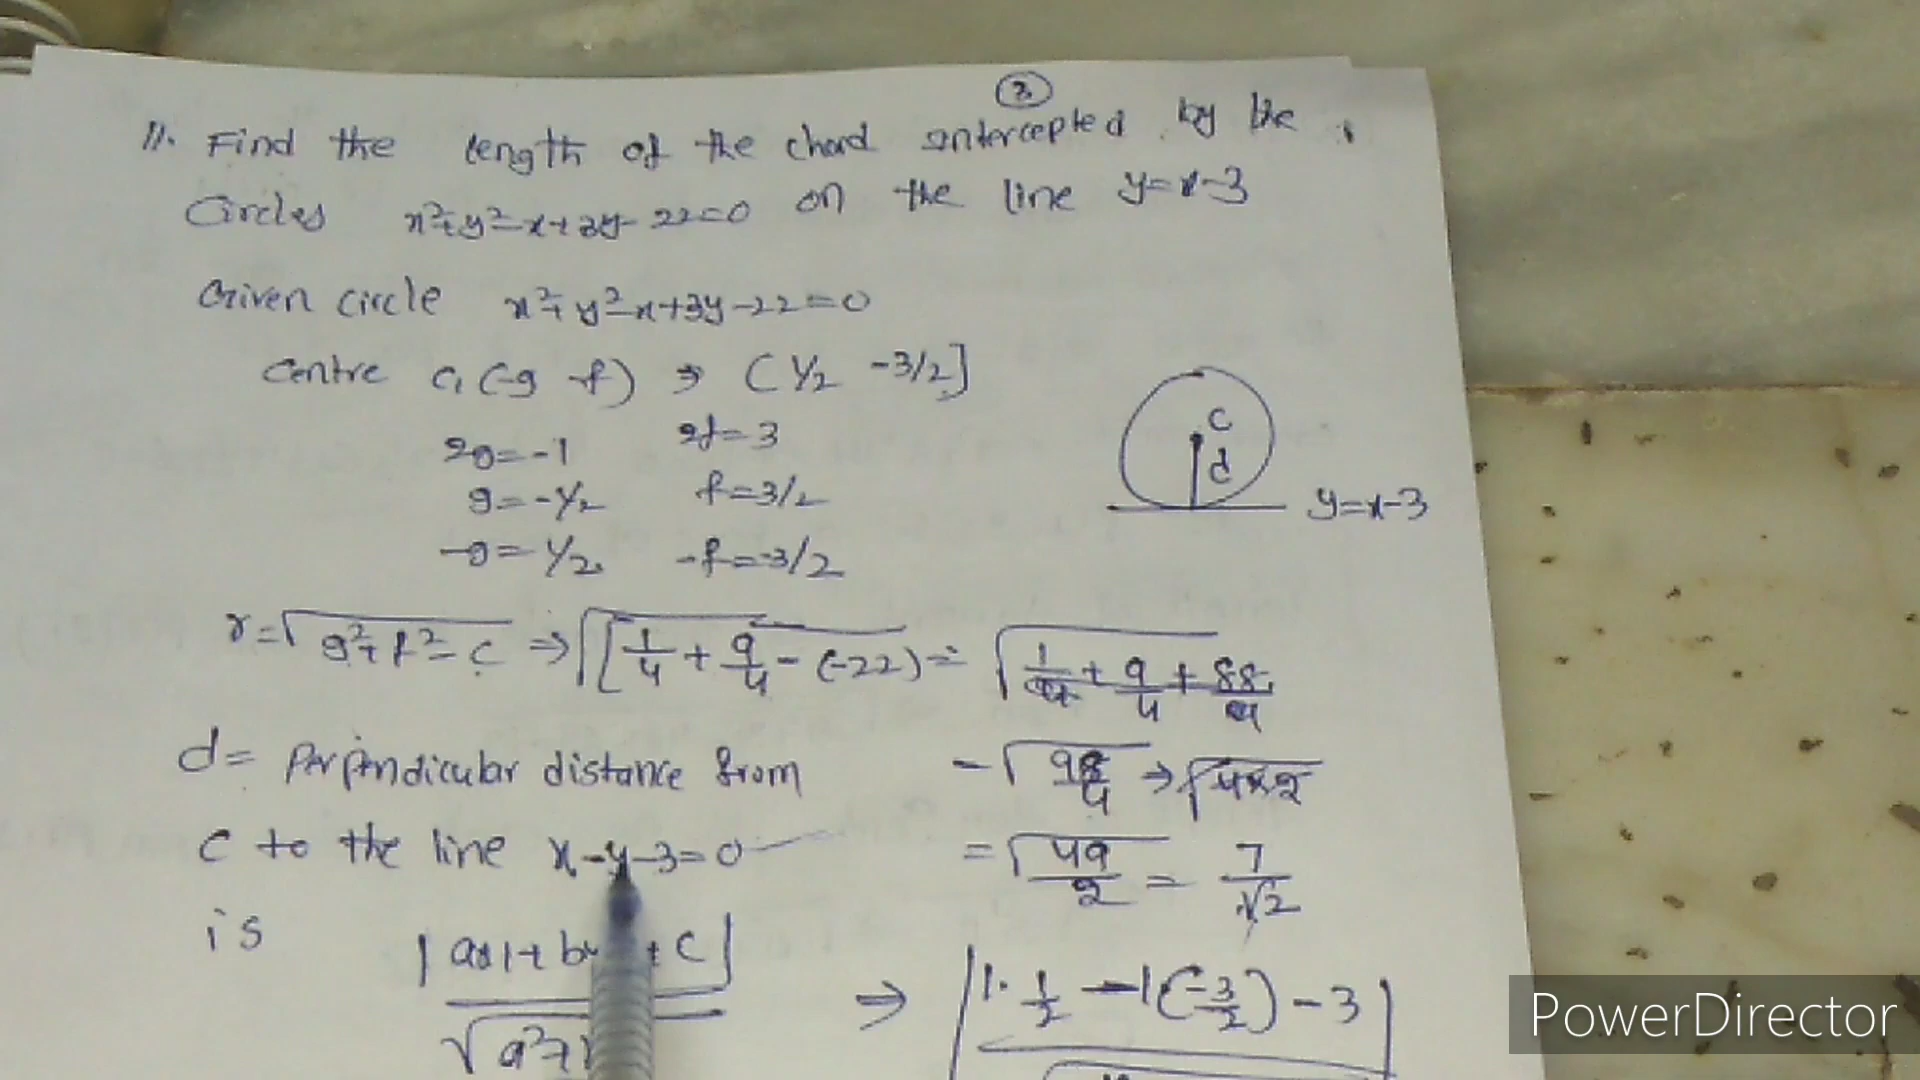 2
11. Find the length of the chord intercepted by the
Circles x²+y²-x+3y-22=0 on the line y=x-3
Given circle x²+y²-x+3y-22=0
Centre C, (-g -f) ⇒ (1/2 -3/2]
2g=-1 2f=3
g=-1/2 f=3/2
-g=1/2 -f=-3/2
C
d
y=x-3
r=√g²+f²-c ⇒ √[1/4+9/4-(-22) = √1/4+9/4+88/4
d= perpendicular distance from
C to the line x-y-3=0
is
=√98/4 ⇒
=√49/2 = 7/√2
|ax1+by +c|
⇒ |1.1/2 -1(-3/2)-3|
PowerDirector